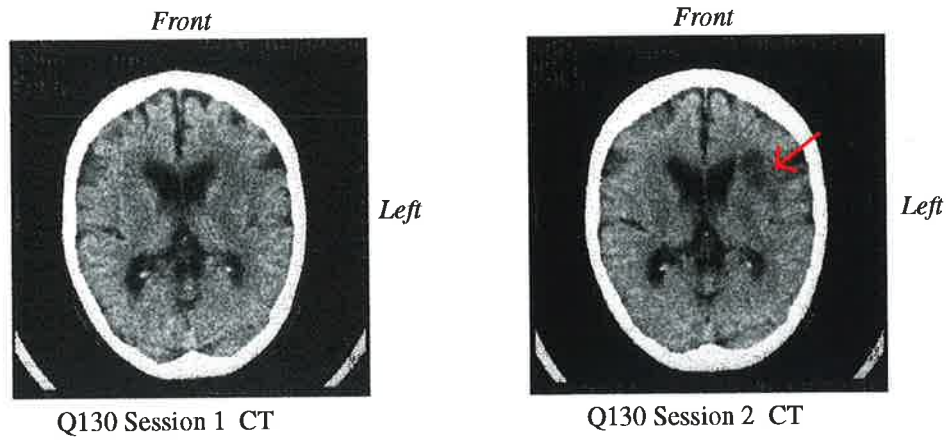 Front
Front
Left
Left
Q130 Session 1 CT
Q130 Session 2 CT